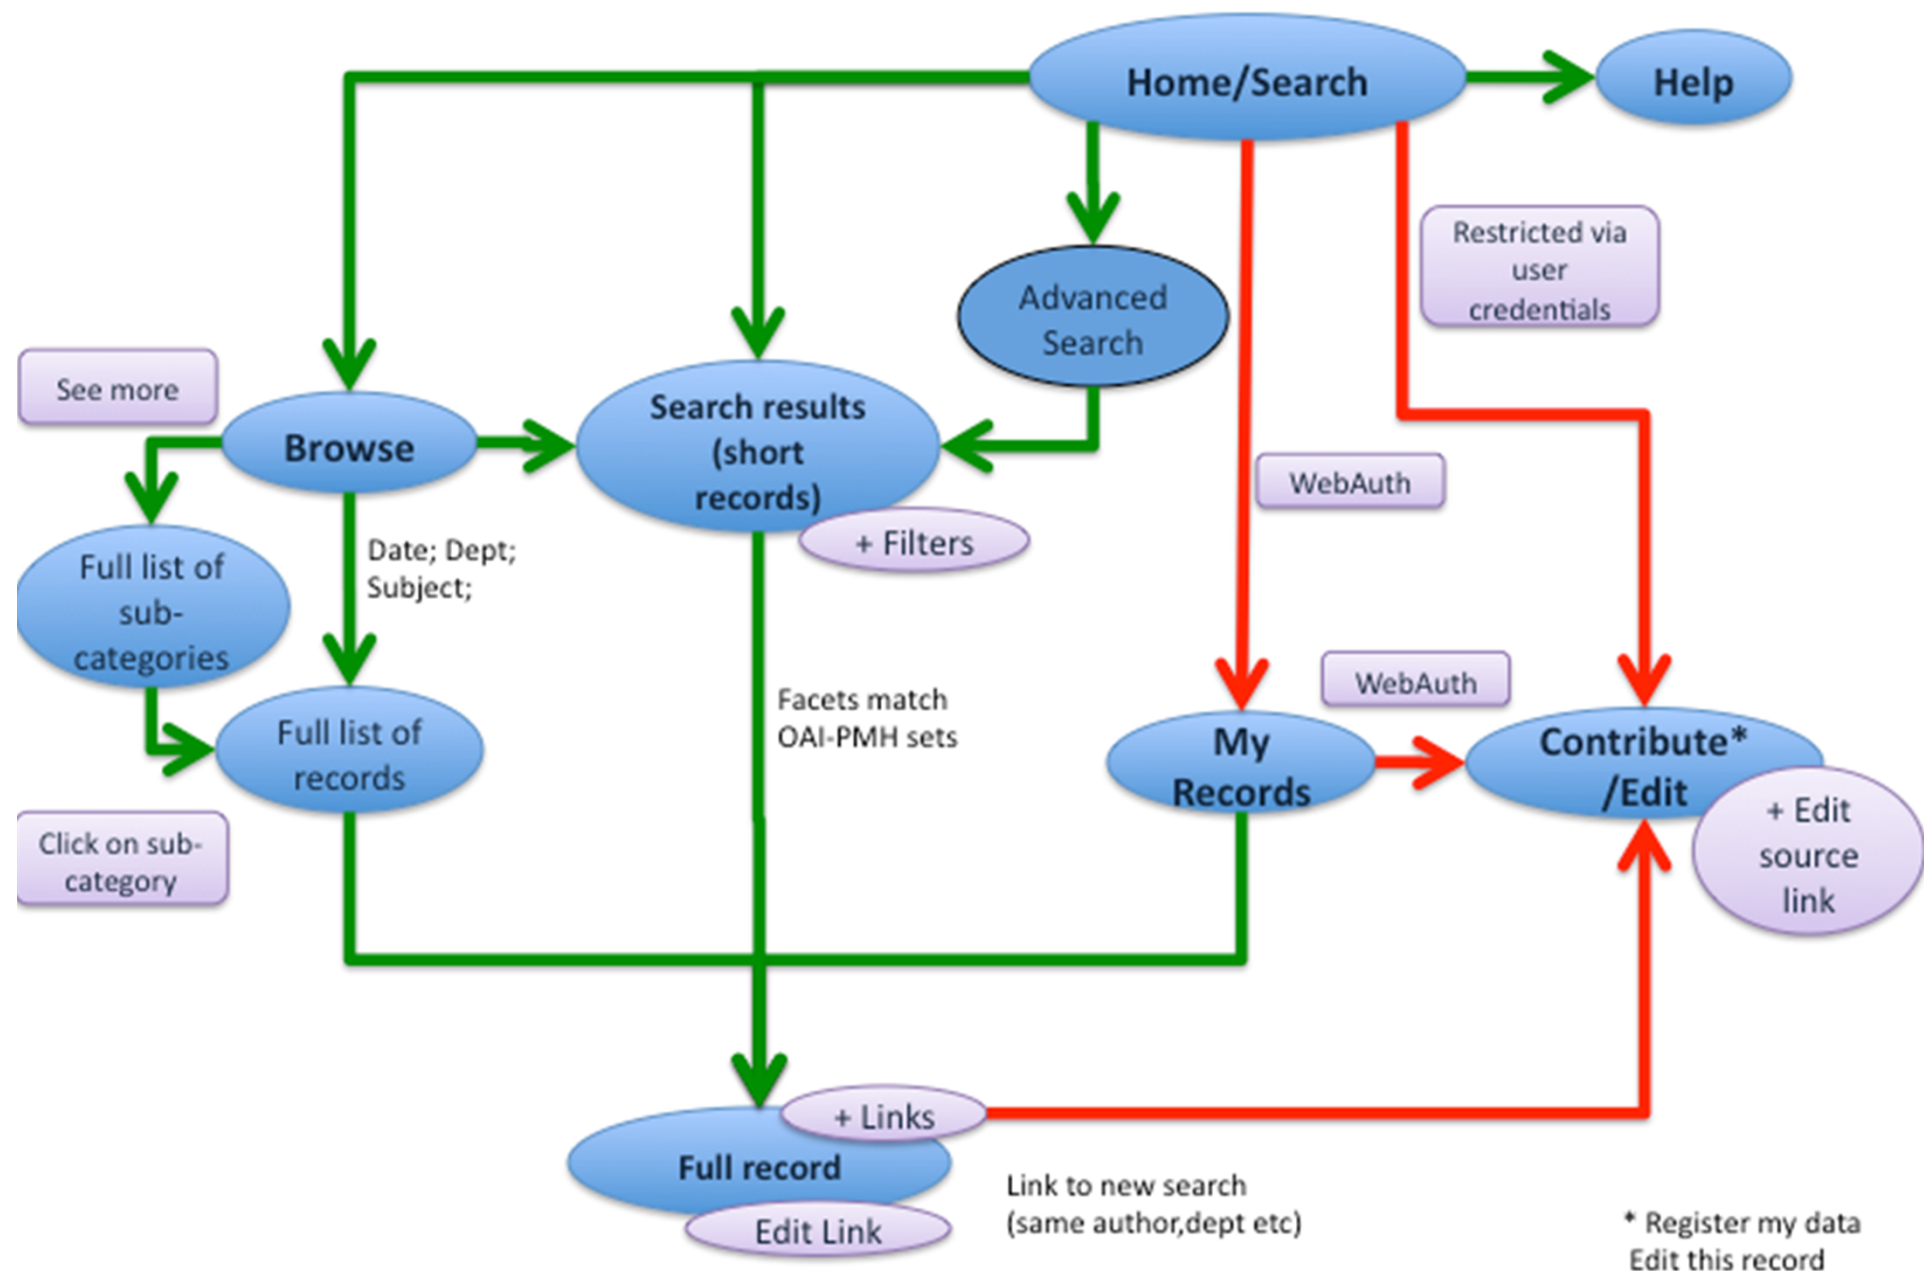 Home/Search
Help
Restricted via
user
credentials
Advanced
Search
See more
Browse
Search results
(short
records)
+ Filters
WebAuth
Full list of
sub-
categories
Date; Dept;
Subject;
Full list of
records
Facets match
OAI-PMH sets
WebAuth
My
Records
Contribute*
/Edit
+ Edit
source
link
Click on sub-
category
+ Links
Full record
Edit Link
Link to new search
(same author,dept etc)
* Register my data
Edit this record